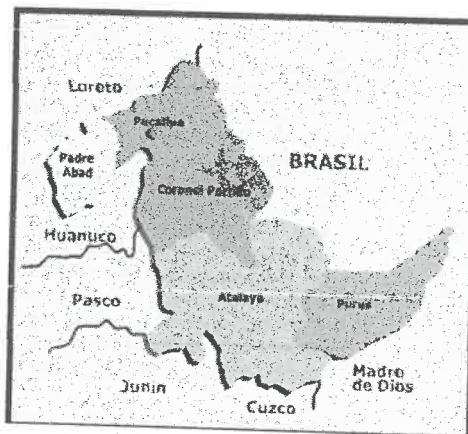 Loreto
Pucallpa
Padre
Abad
BRASIL
Coronel Portillo
Huanuco
Pasco
Atalaya
Purus
Junin
Cuzco
Madre
de Dios